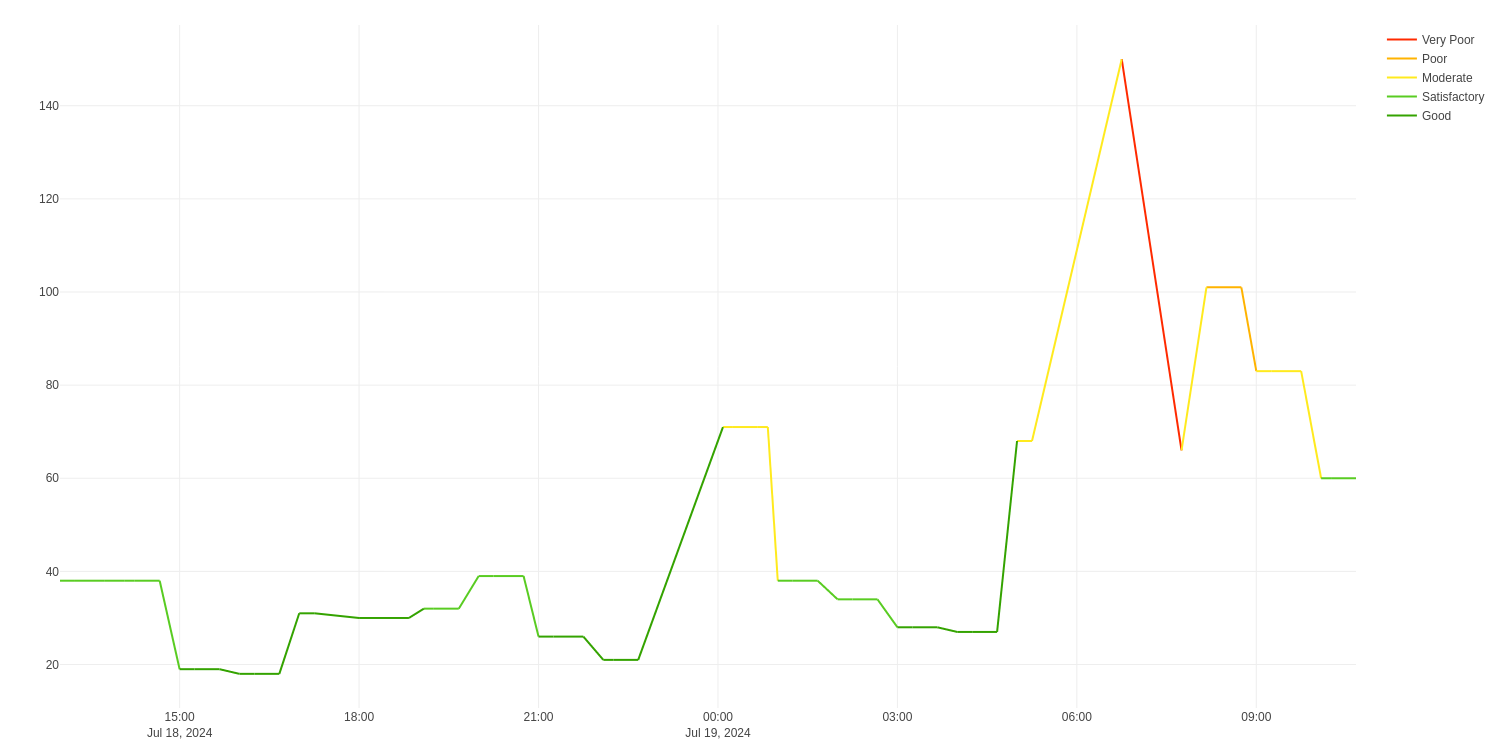 Very Poor
Poor
Moderate
Satisfactory
Good
140
120
100
80
60
40
20
15:00 18:00 21:00 00:00 03:00 06:00 09:00
Jul 18, 2024 Jul 19, 2024